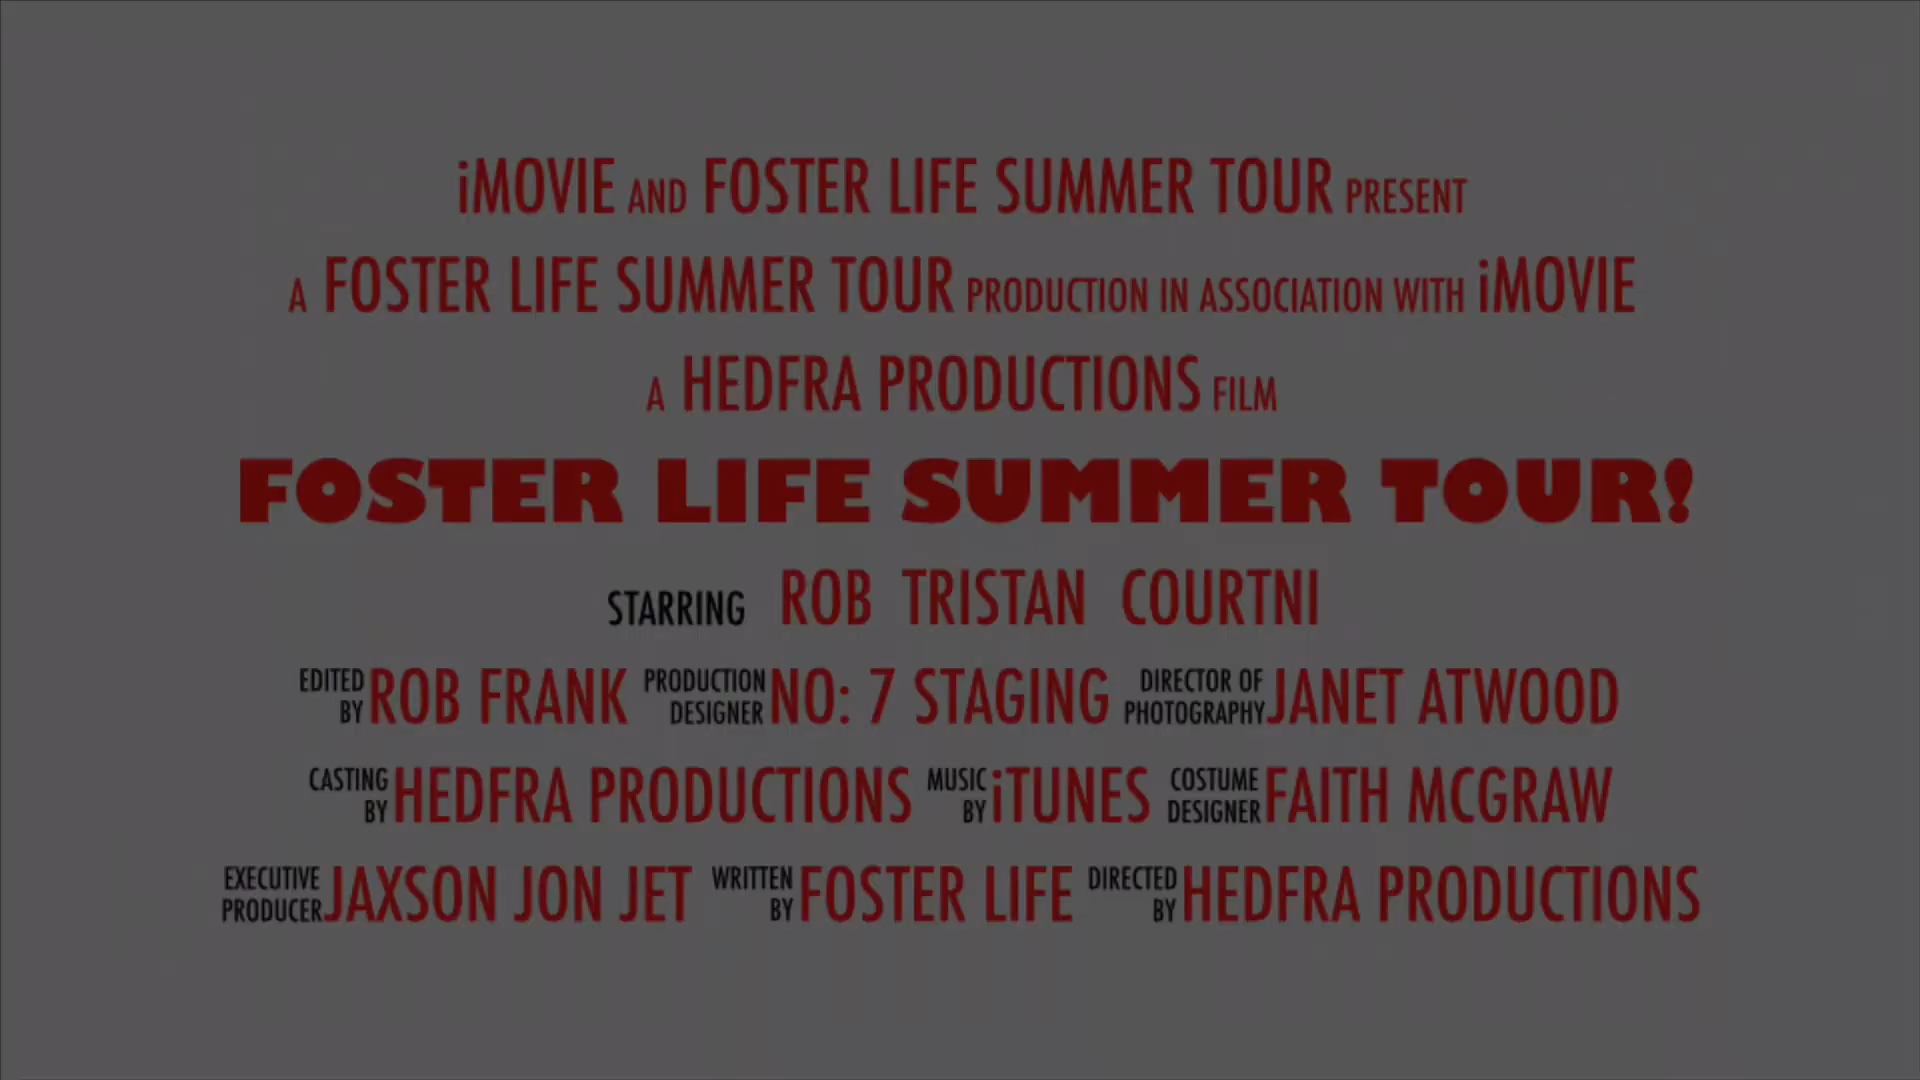 iMOVIE AND FOSTER LIFE SUMMER TOUR PRESENT
A FOSTER LIFE SUMMER TOUR PRODUCTION IN ASSOCIATION WITH iMOVIE
A HEDFRA PRODUCTIONS FILM
FOSTER LIFE SUMMER TOUR!
STARRING ROB TRISTAN COURTNI
EDITED BY ROB FRANK PRODUCTION DESIGNER NO: 7 STAGING DIRECTOR OF PHOTOGRAPHY JANET ATWOOD
CASTING BY HEDFRA PRODUCTIONS MUSIC BY iTUNES COSTUME DESIGNER FAITH MCGRAW
EXECUTIVE PRODUCER JAXSON JON JET WRITTEN BY FOSTER LIFE DIRECTED BY HEDFRA PRODUCTIONS